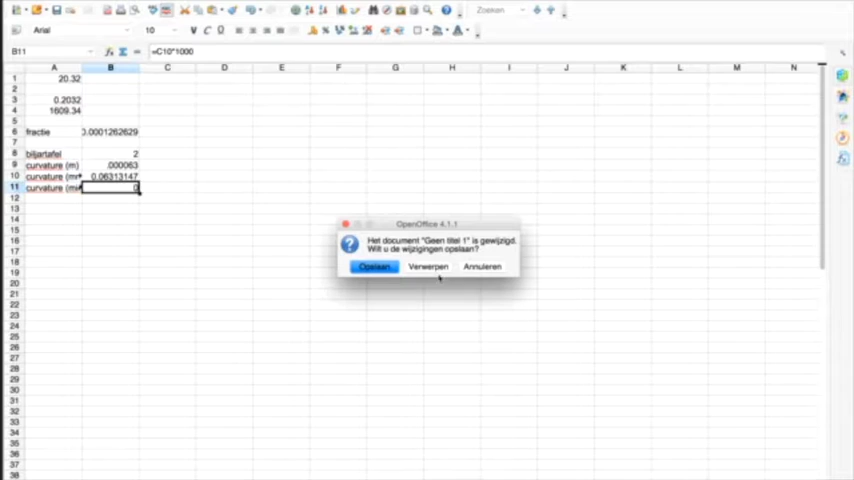 Zoeken
Arial 10
B11 =C10*1000
A B C D E F G H I J K L M N
1 20.32
2
3 0.2032
4 1609.34
5
6 fractie 0.0001262629
7
8 biljartafel 2
9 curvature (m) .000063
10 curvature (mr 0.06313147
11 curvature (mi 0
12
13
14
15
16
17
18
19
20
21
22
23
24
25
26
27
28
29
30
31
32
33
34
35
36
37
38
OpenOffice 4.1.1
Het document "Geen titel 1" is gewijzigd.
Wilt u de wijzigingen opslaan?
Opslaan Verwerpen Annuleren